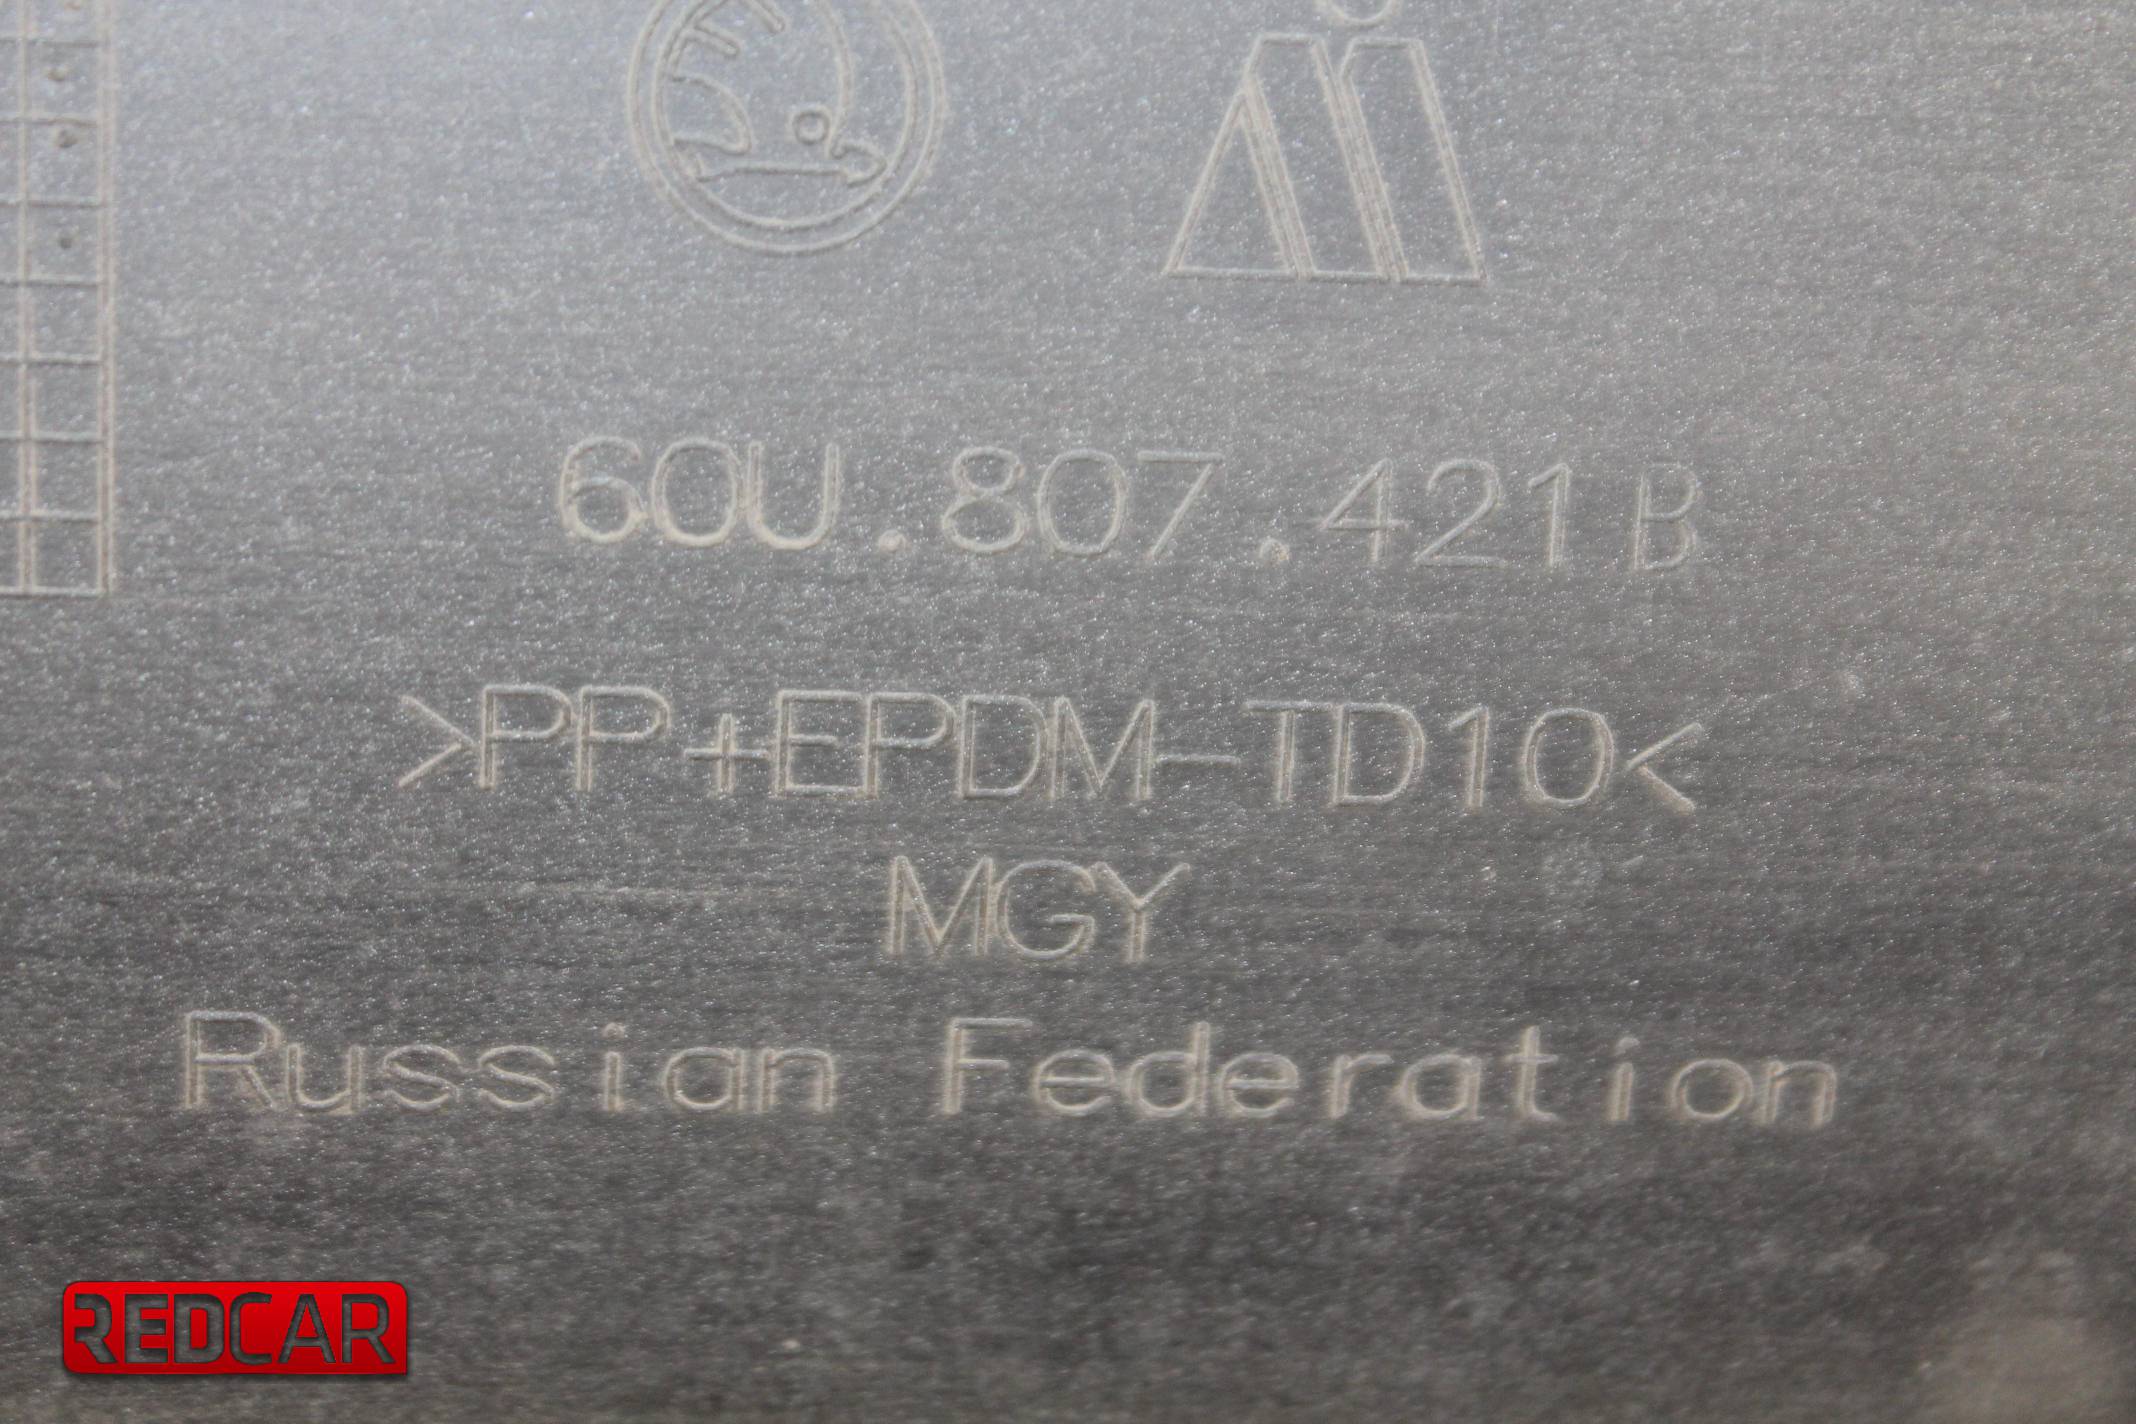 60U.807.421B
>PP+EPDM-TD10<
MGY
Russian Federation
REDCAR